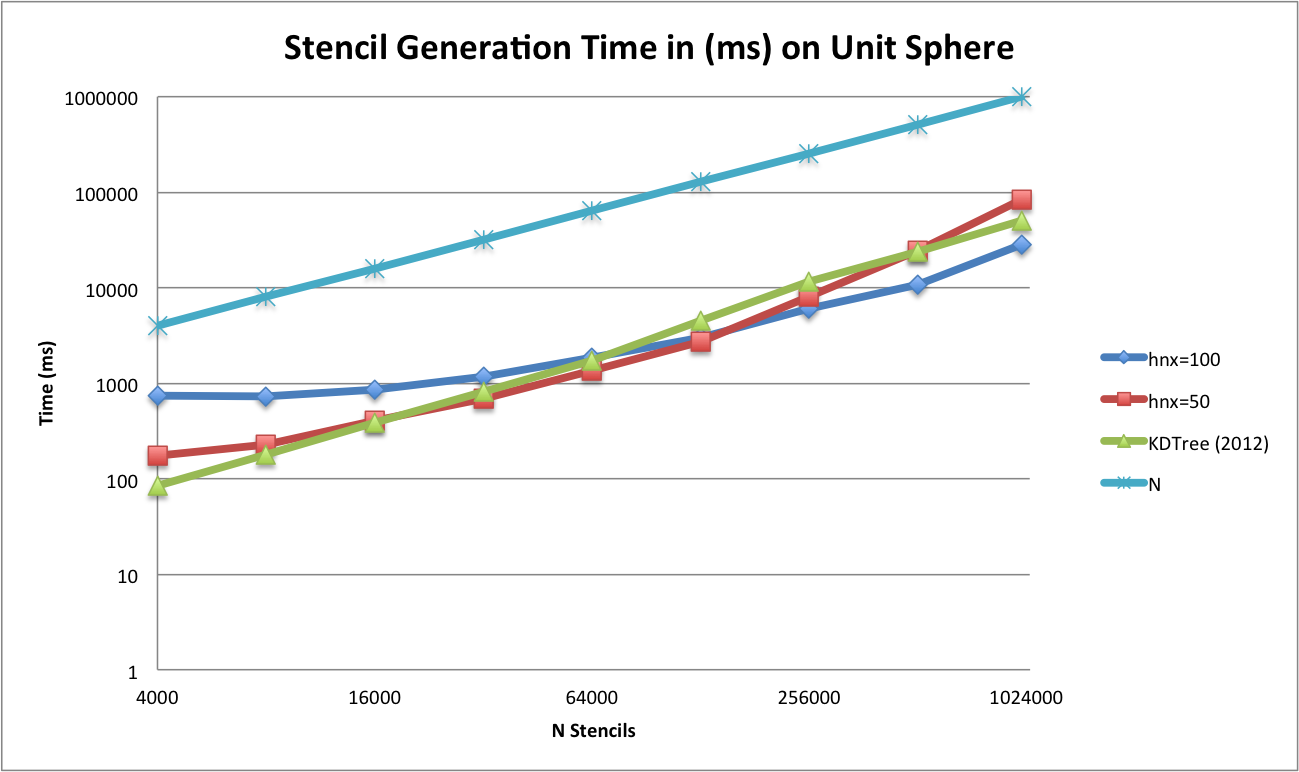 Stencil Generation Time in (ms) on Unit Sphere
1000000
100000
10000
1000
100
10
1
Time (ms)
4000
16000
64000
256000
1024000
N Stencils
hnx=100
hnx=50
KDTree (2012)
N